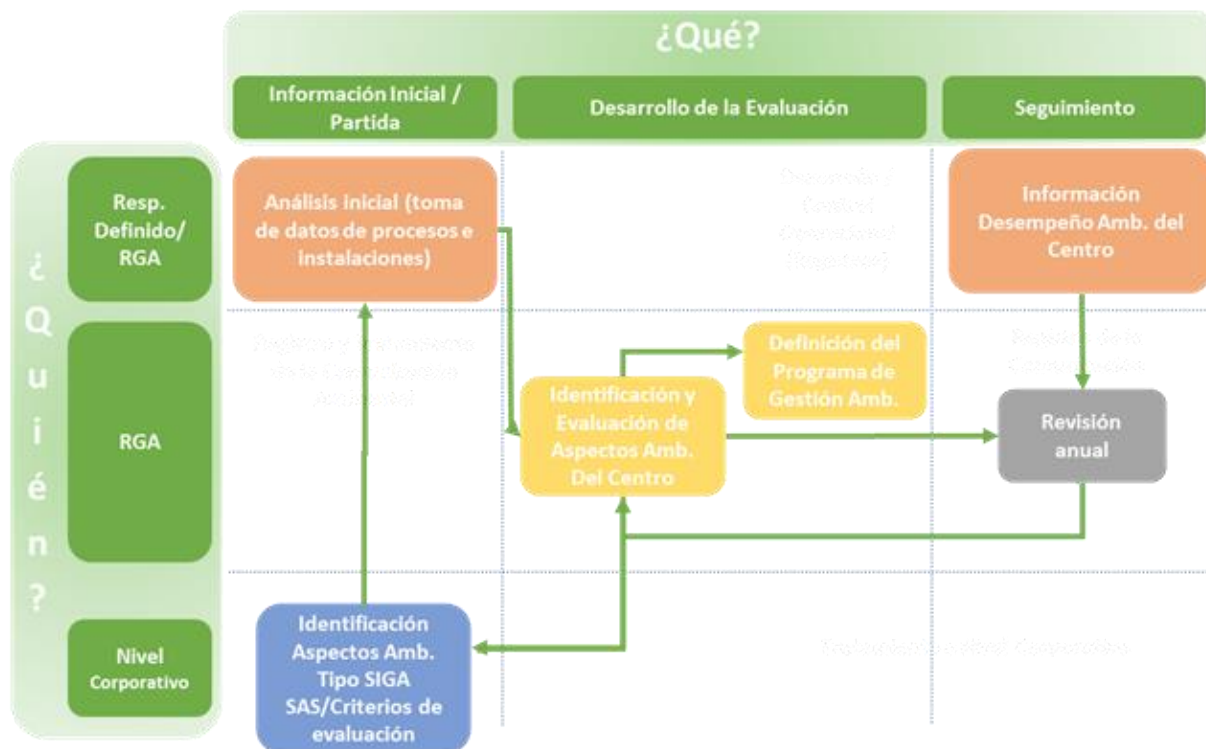 ¿Qué?
Información Inicial /
Partida
Desarrollo de la Evaluación
Seguimiento
¿Quién?
Resp.
Definido/
RGA
Análisis inicial (toma
de datos de procesos e
instalaciones)
Información
Desempeño Amb. del
Centro
RGA
Definición del
Programa de
Gestión Amb.
Identificación y
Evaluación de
Aspectos Amb.
Del Centro
Revisión
anual
Nivel
Corporativo
Identificación
Aspectos Amb.
Tipo SIGA
SAS/Criterios de
evaluación